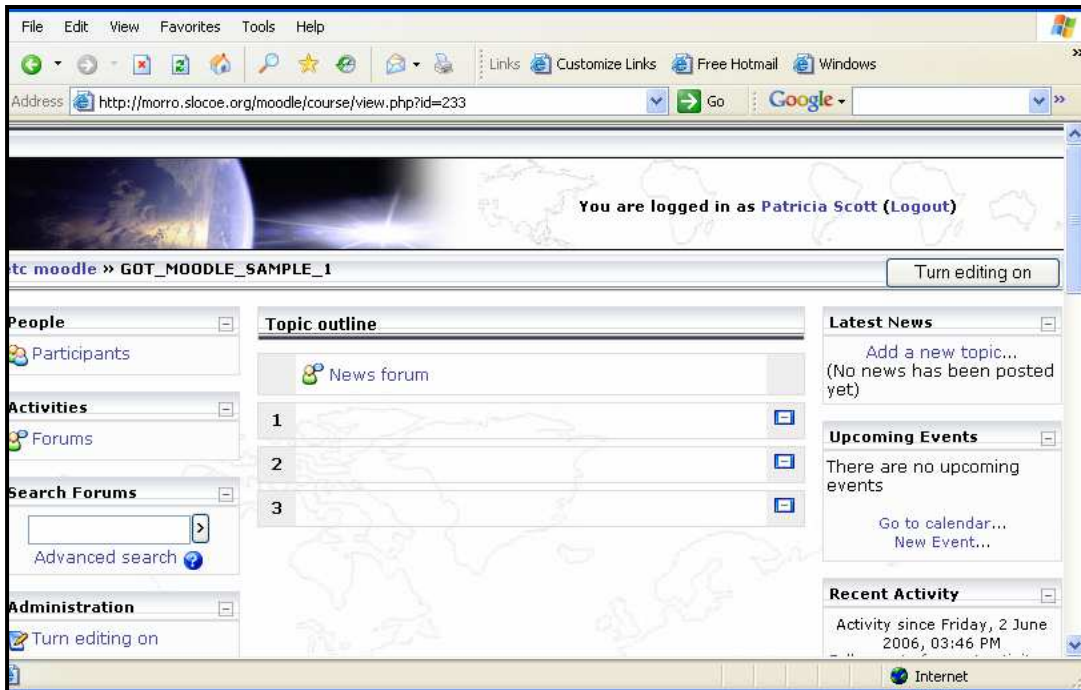 File Edit View Favorites Tools Help
Links Customize Links Free Hotmail Windows
Address http://morro.slocoe.org/moodle/course/view.php?id=233 Go Google
You are logged in as Patricia Scott (Logout)
etc moodle » GOT_MOODLE_SAMPLE_1
Turn editing on
People
Participants
Activities
Forums
Search Forums
Advanced search
Administration
Turn editing on
Topic outline
News forum
1
2
3
Latest News
Add a new topic...
(No news has been posted
yet)
Upcoming Events
There are no upcoming
events
Go to calendar...
New Event...
Recent Activity
Activity since Friday, 2 June
2006, 03:46 PM
Internet